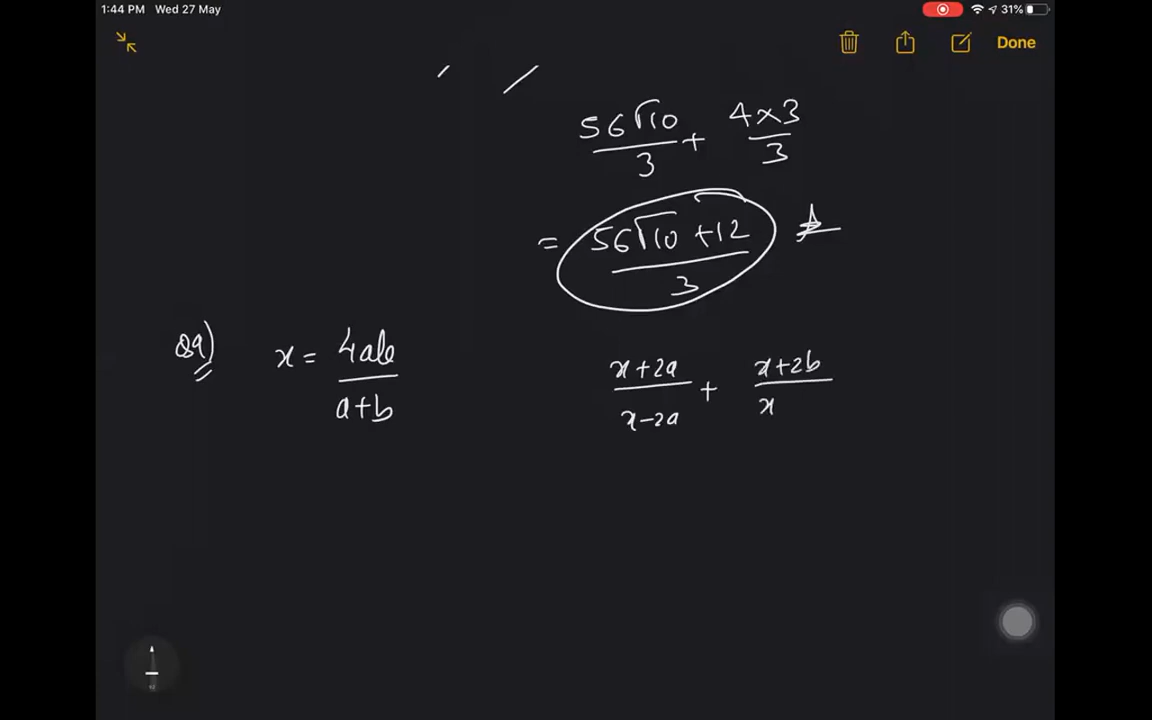 1:44 PM Wed 27 May
31%
Done
56√10/3 + 4×3/3
= 56√10 +12/3
Q9) x = 4ab/a+b x+2a/x-2a + x+2b/x